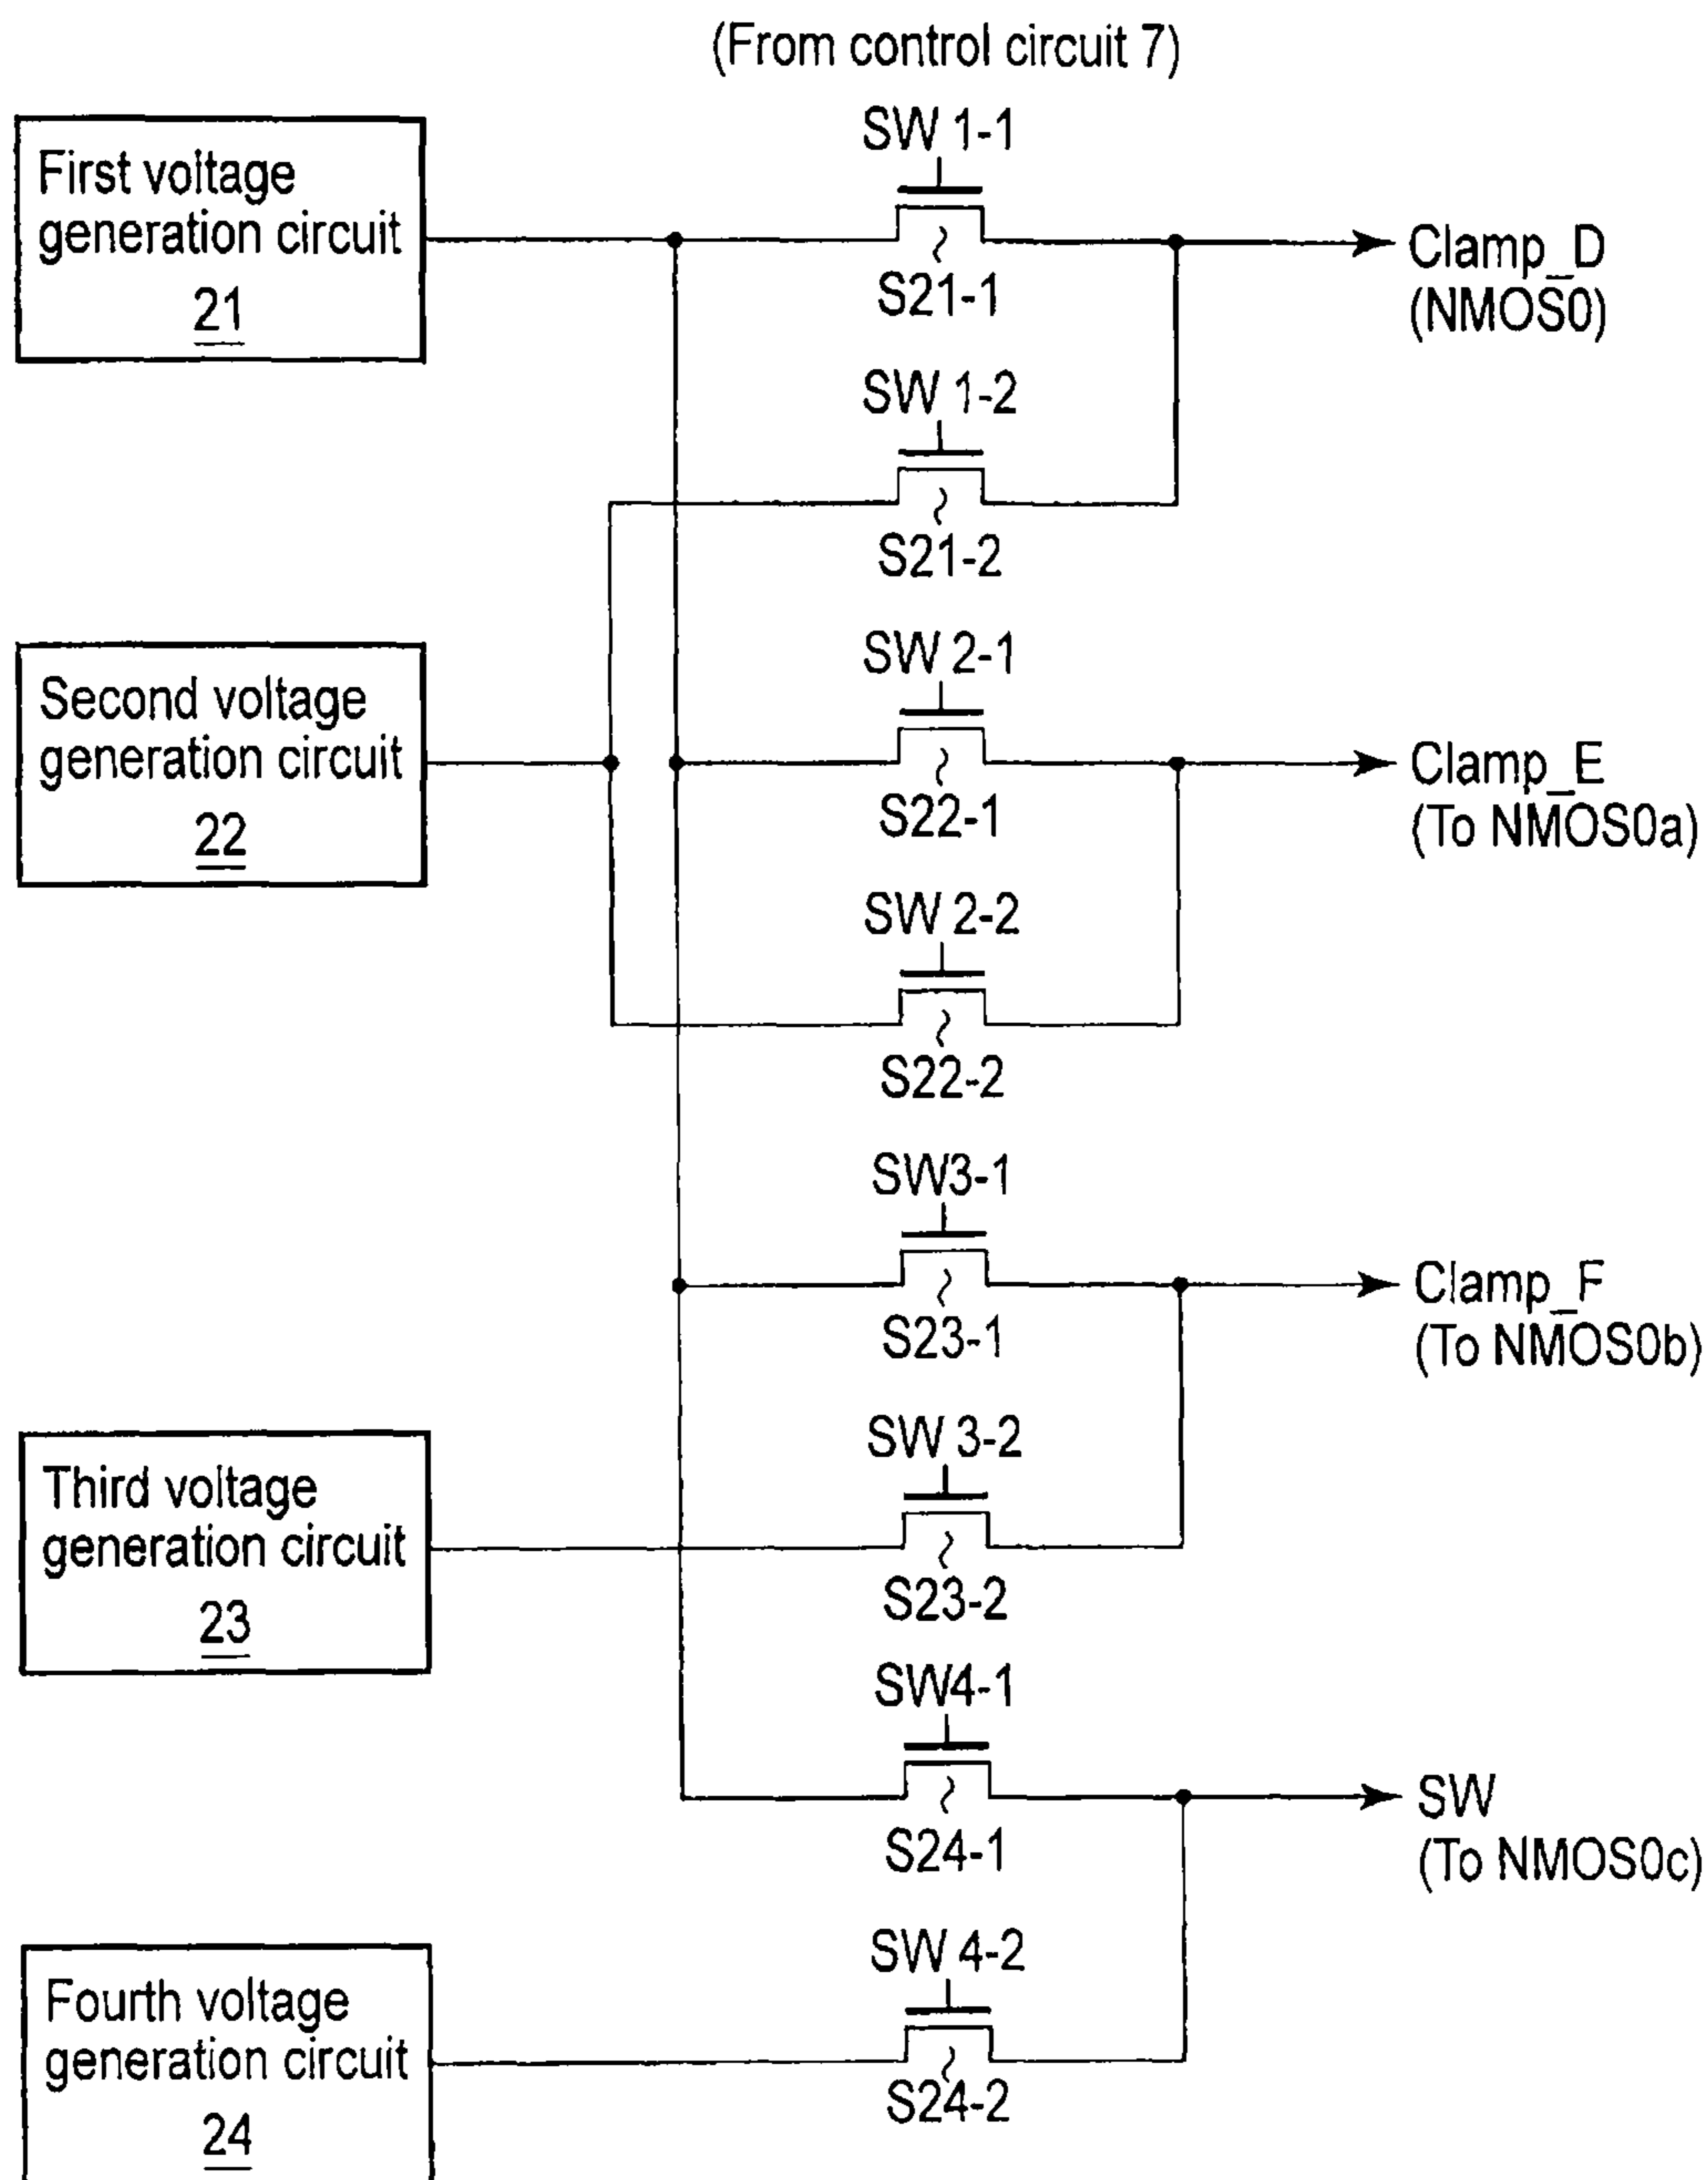 (From control circuit 7)
SW 1-1
First voltage
generation circuit
21
S21-1
Clamp_D
(NMOS0)
SW 1-2
S21-2
Second voltage
generation circuit
22
SW 2-1
S22-1
Clamp_E
(To NMOS0a)
SW 2-2
S22-2
SW3-1
S23-1
Clamp_F
(To NMOS0b)
Third voltage
generation circuit
23
SW 3-2
S23-2
SW4-1
S24-1
SW
(To NMOS0c)
Fourth voltage
generation circuit
24
SW 4-2
S24-2